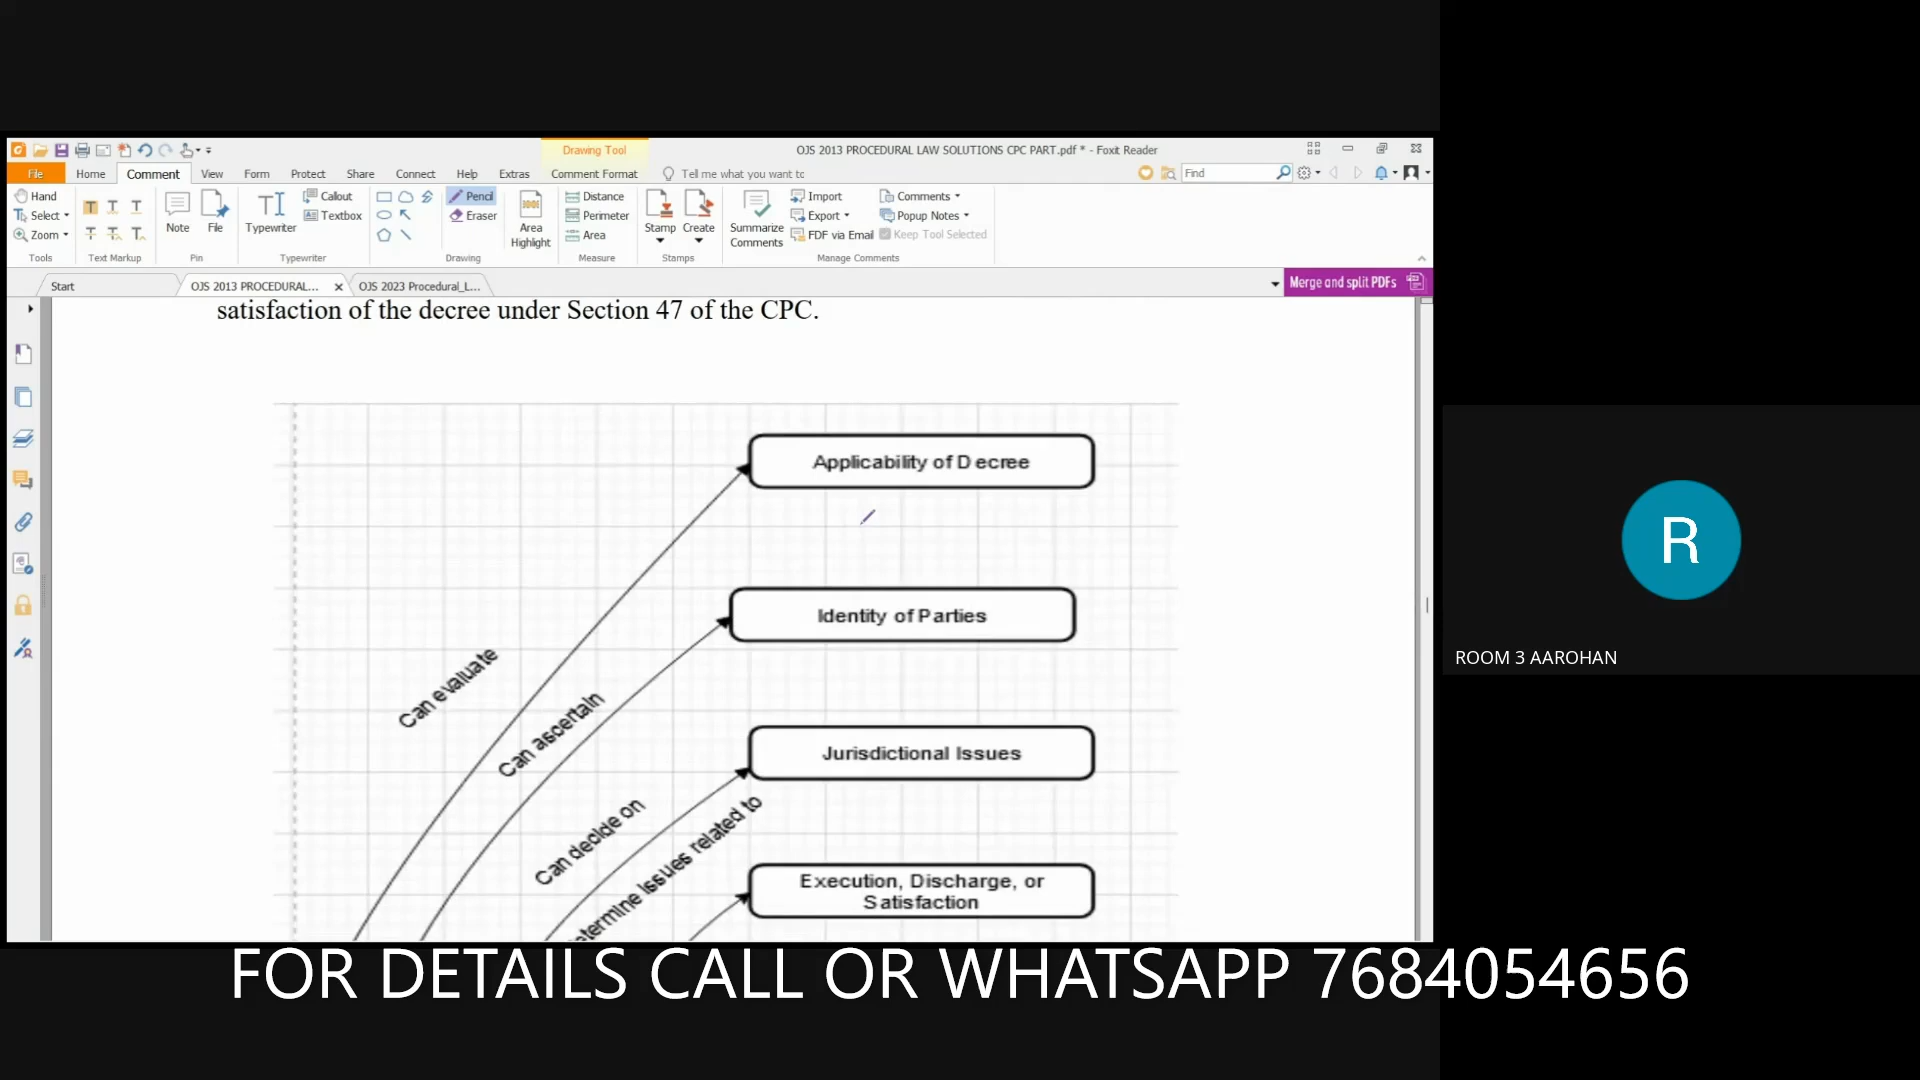 Drawing Tool
OJS 2013 PROCEDURAL LAW SOLUTIONS CPC PART.pdf * - Foxit Reader
File Home Comment View Form Protect Share Connect Help Extras Comment Format Tell me what you want to Find
Hand
Select
Zoom
Tools
Text Markup
Note
File
Pin
Typewriter
Callout
Textbox
Typewriter
Pencil
Eraser
Drawing
Area
Highlight
Distance
Perimeter
Area
Measure
Stamp
Create
Stamps
Summarize
Comments
Import
Export
FDF via Email
Comments
Popup Notes
Keep Tool Selected
Manage Comments
Start
OJS 2013 PROCEDURAL...
OJS 2023 Procedural_L...
Merge and split PDFs
satisfaction of the decree under Section 47 of the CPC.
Applicability of Decree
Identity of Parties
Can evaluate
Can ascertain
Jurisdictional Issues
Can decide on
etermine Issues related to
Execution, Discharge, or
Satisfaction
R
ROOM 3 AAROHAN
FOR DETAILS CALL OR WHATSAPP 7684054656